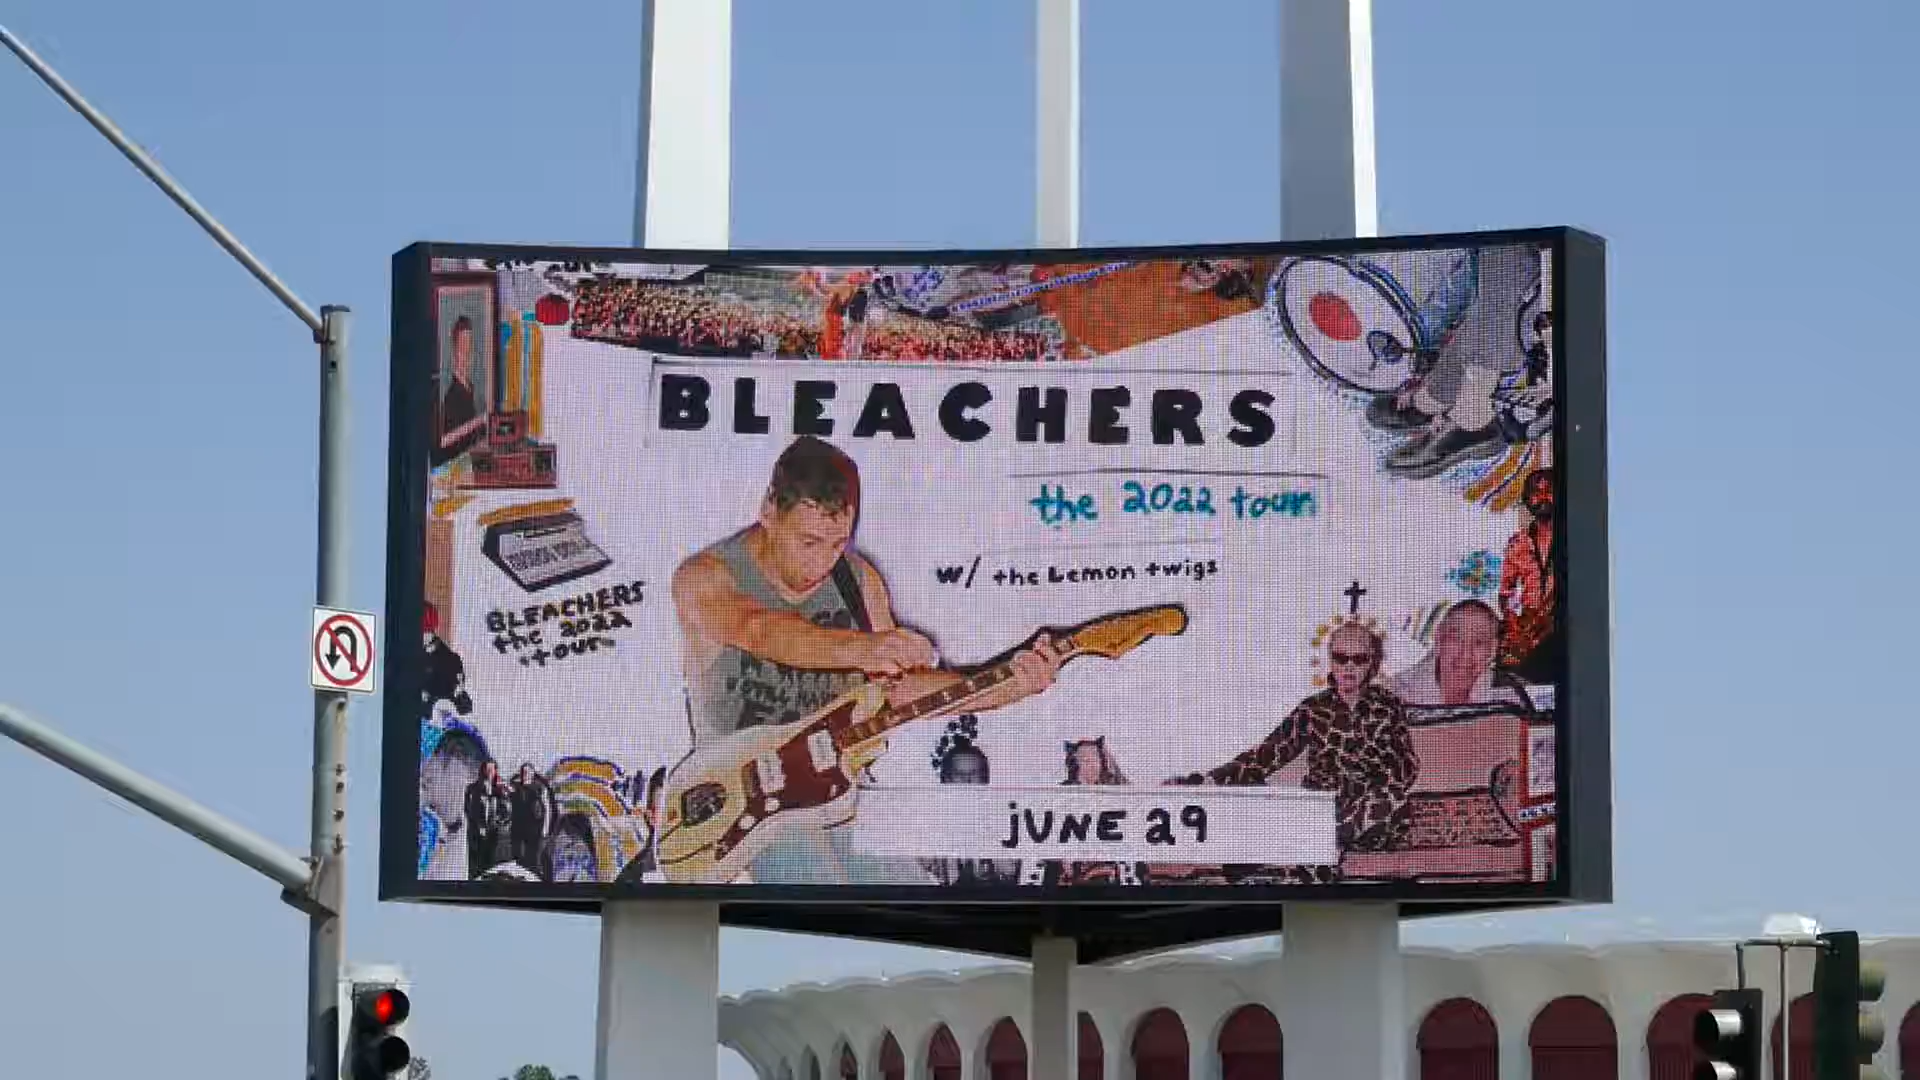 BLEACHERS
the 2022 tour
w/ the Lemon twigs
BLEACHERS
the 2022
tour
jUNE 29